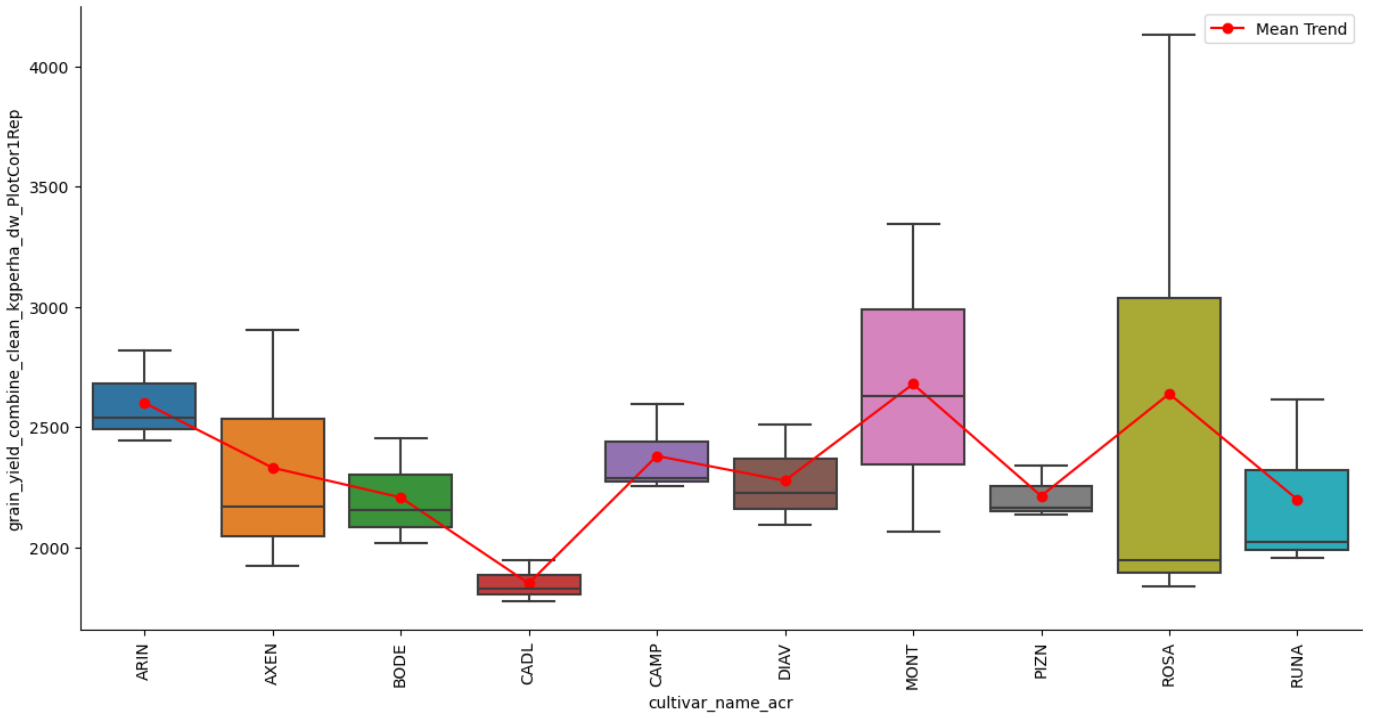 Mean Trend
grain_yield_combine_clean_kgperha_dw_PlotCor1Rep
4000
3500
3000
2500
2000
ARIN
AXEN
BODE
CADL
CAMP
DIAV
MONT
PIZN
ROSA
RUNA
cultivar_name_acr